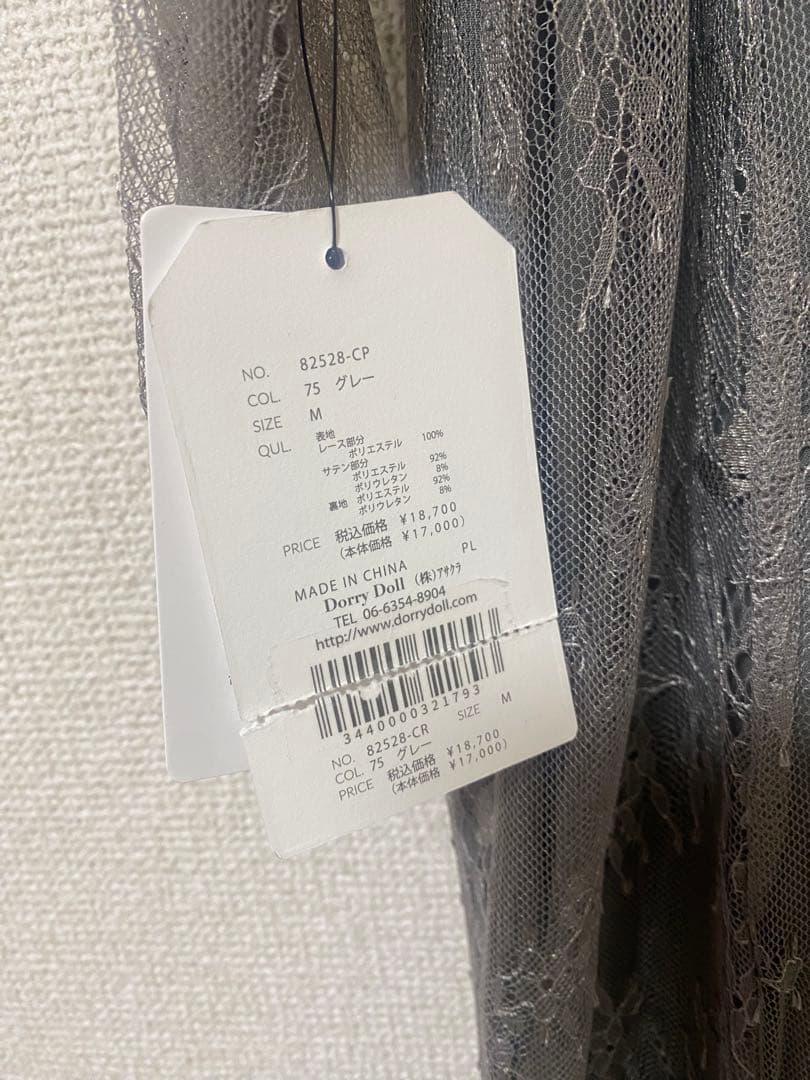 NO. 82528-CP
COL. 75 グレー
SIZE M
QUL. 表地
レース部分
ポリエステル 100%
サテン部分
ポリエステル 92%
ポリウレタン 8%
裏地 ポリエステル 92%
ポリウレタン 8%
PRICE 税込価格 ¥18,700
(本体価格 ¥17,000)
MADE IN CHINA PL
Dorry Doll (株)アサクラ
TEL 06-6354-8904
http://www.dorrydoll.com
3440000321793
NO. 82528-CR SIZE M
COL. 75 グレー
PRICE 税込価格 ¥18,700
(本体価格 ¥17,000)